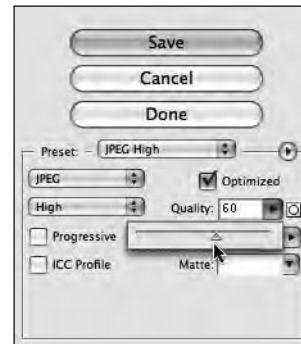 Save
Cancel
Done
Preset: JPEG High
JPEG Optimized
High Quality: 60
Progressive
ICC Profile Matte: